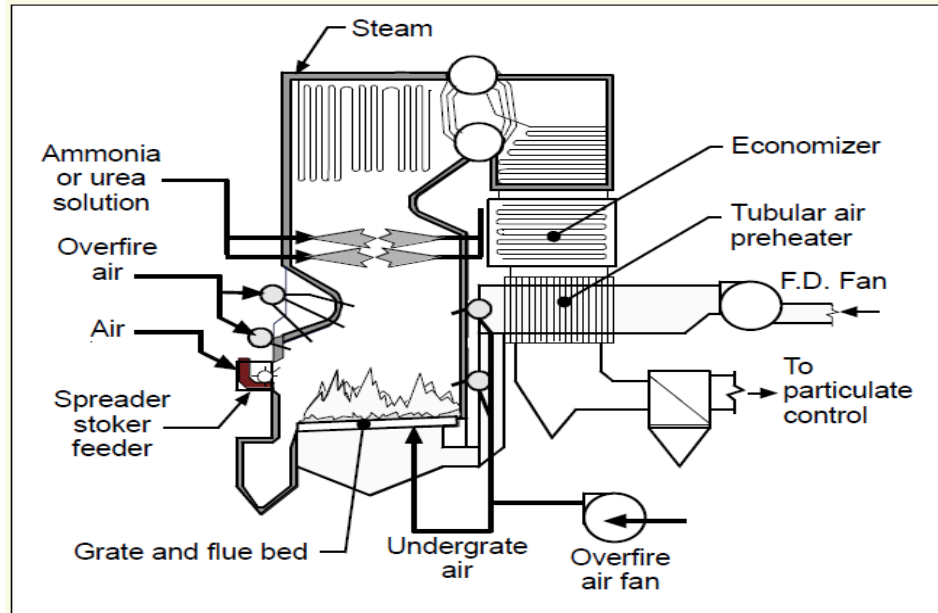 Steam
Ammonia
or urea
solution
Overfire
air
Air
Spreader
stoker
feeder
Grate and flue bed
Undergrate
air
Overfire
air fan
Economizer
Tubular air
preheater
F.D. Fan
To
particulate
control